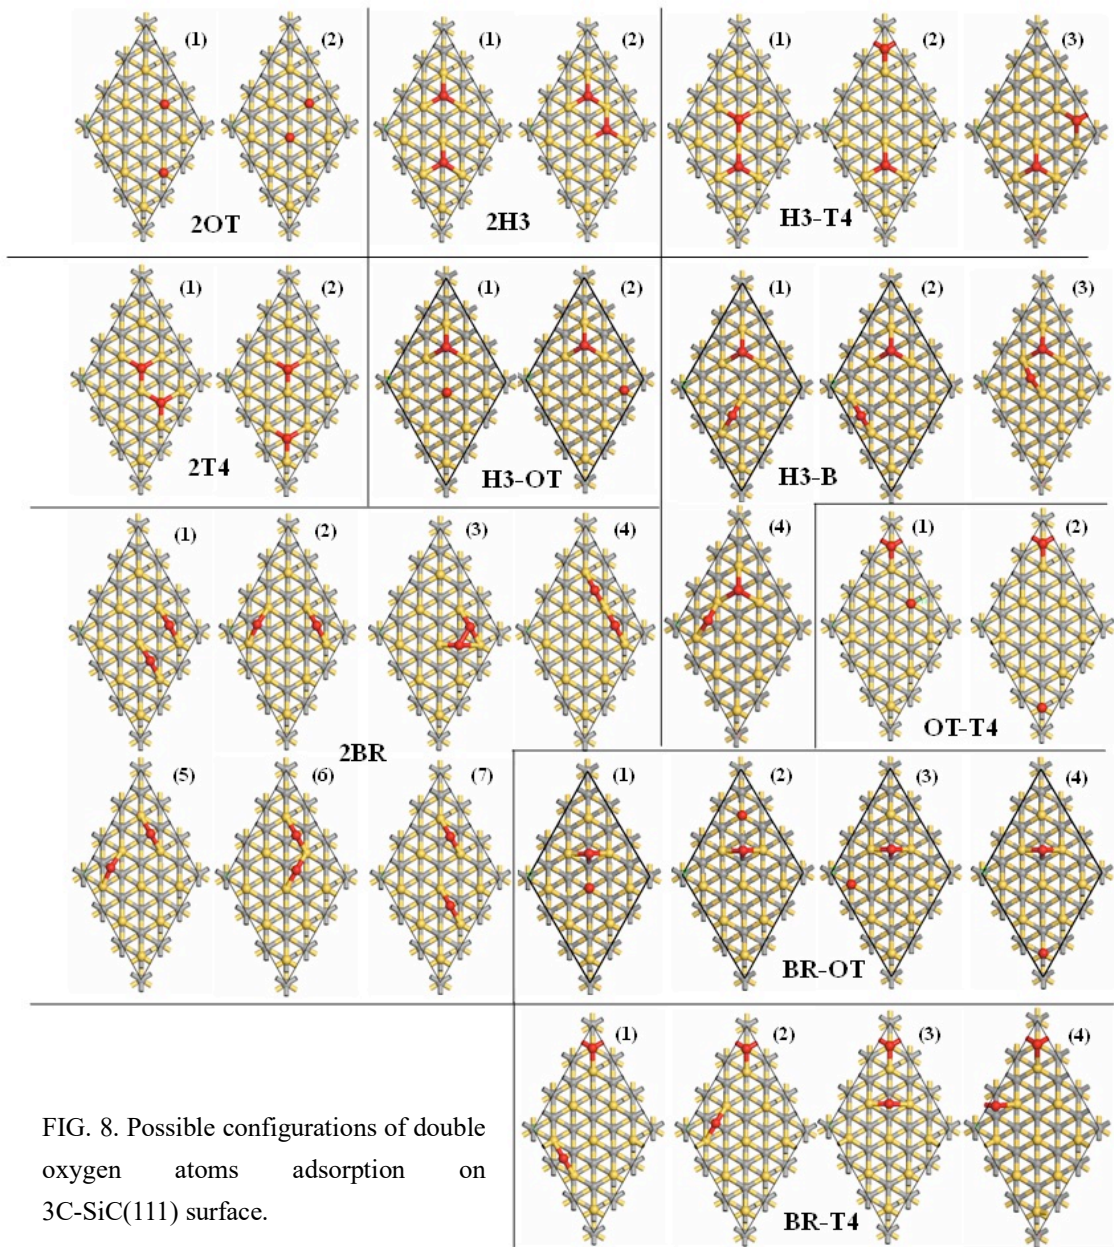 (1) (2) (1) (2) (1) (2) (3)
2OT 2H3 H3-T4
(1) (2) (1) (2) (1) (2) (3)
2T4 H3-OT H3-B
(1) (2) (3) (4) (4) (1) (2)
2BR OT-T4
(5) (6) (7) (1) (2) (3) (4)
BR-OT
(1) (2) (3) (4)
BR-T4
FIG. 8. Possible configurations of double
oxygen atoms adsorption on
3C-SiC(111) surface.